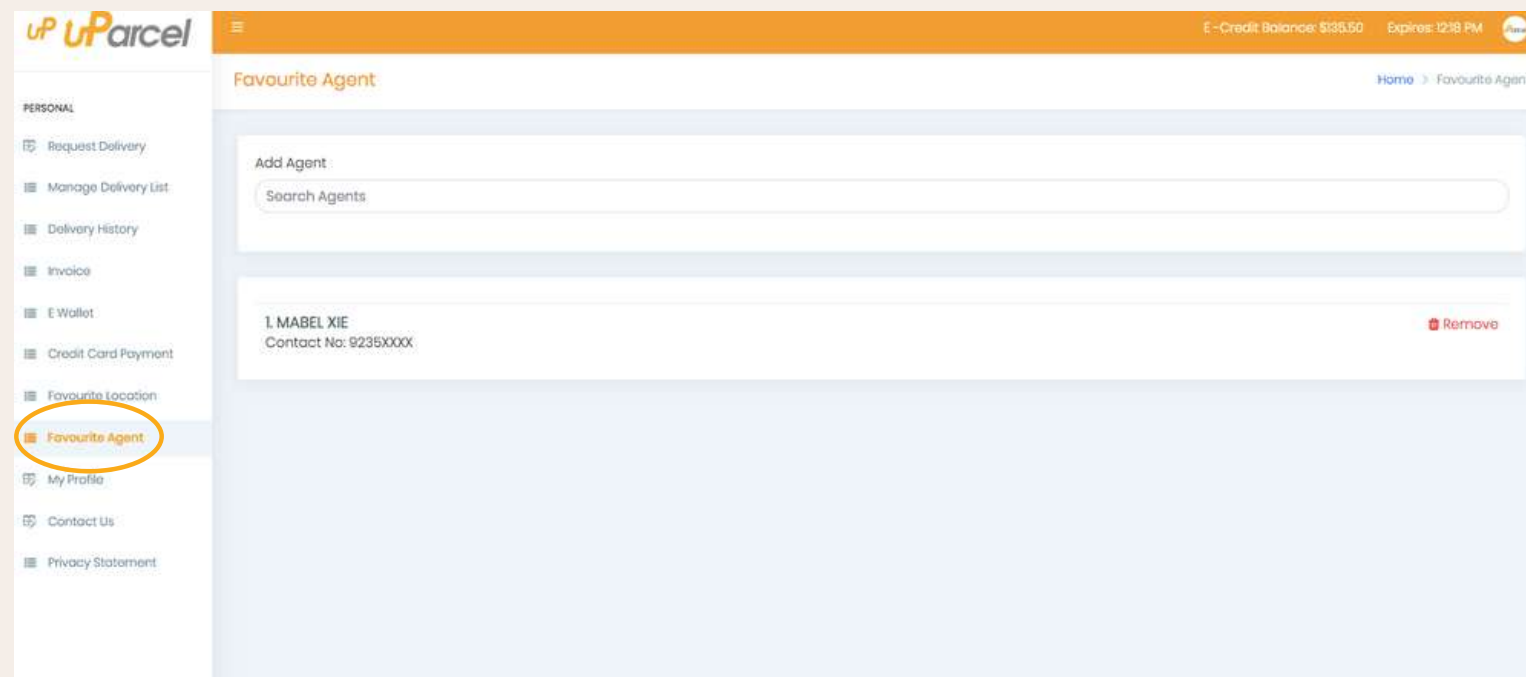 uP uParcel
E-Credit Balance: $135.50 Expires: 12:18 PM
Favourite Agent
Home > Favourite Agen
PERSONAL
Request Delivery
Manage Delivery List
Delivery History
Invoice
E Wallet
Credit Card Payment
Favourite Location
Favourite Agent
My Profile
Contact Us
Privacy Statement
Add Agent
Search Agents
1. MABEL XIE
Contact No: 9235XXXX
Remove